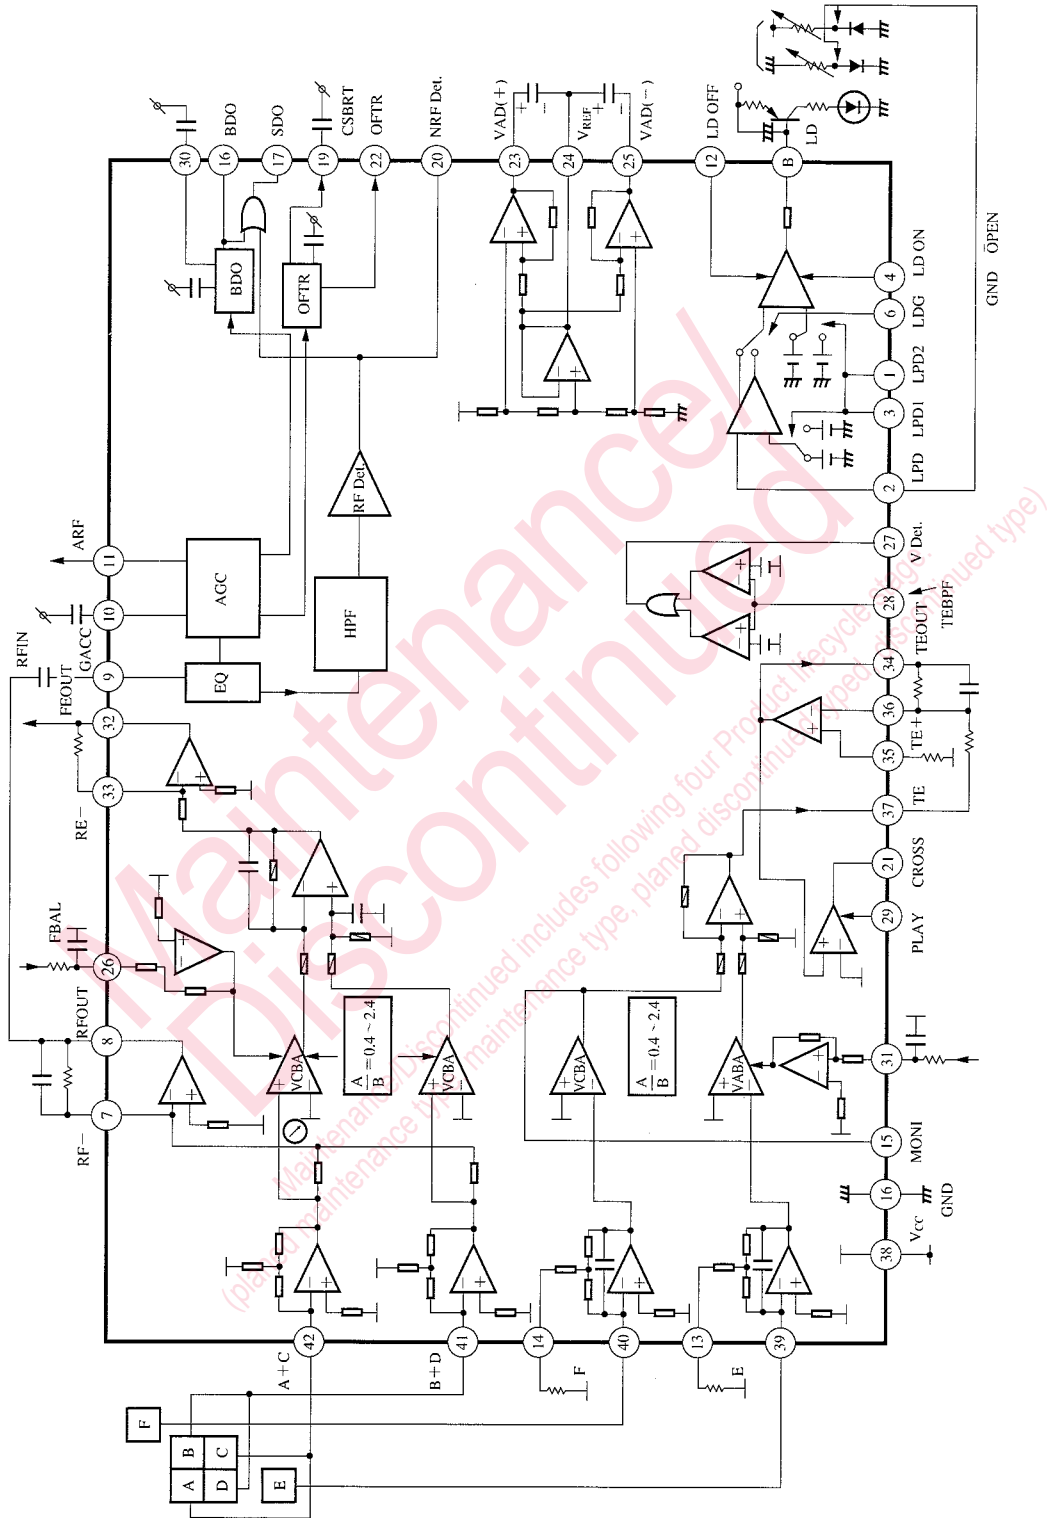 30
BDO
16
SDO
17
CSBRT
19
OFTR
22
NRF Det.
20
VAD(+)
23
VREF
24
VAD(−)
25
LD OFF
12
LD
B
BDO
OFTR
RF Det.
ARF
11
AGC
10
GACC
HPF
RFIN
9
EQ
FEOUT
32
33
RE−
FBAL
26
RFOUT
8
7
RF−
VCBA
A/B = 0.4 ~ 2.4
VCBA
VCBA
A/B = 0.4 ~ 2.4
VABA
GND OPEN
4
LD ON
6
LDG
1
LPD2
3
LPD1
2
LPD
27
V Det.
28
TEBPF
34
TEOUT
36
TE+
35
37
TE
21
CROSS
29
PLAY
31
15
MONI
16
GND
38
VCC
42
A+C
41
B+D
14
F
40
13
E
39
F
B
C
A
D
E
Maintenance/
Discontinued
Maintenance/Discontinued includes following four Product lifecycle stage.
(planed maintenance type, maintenance type, planed discontinued typed, discontinued type)